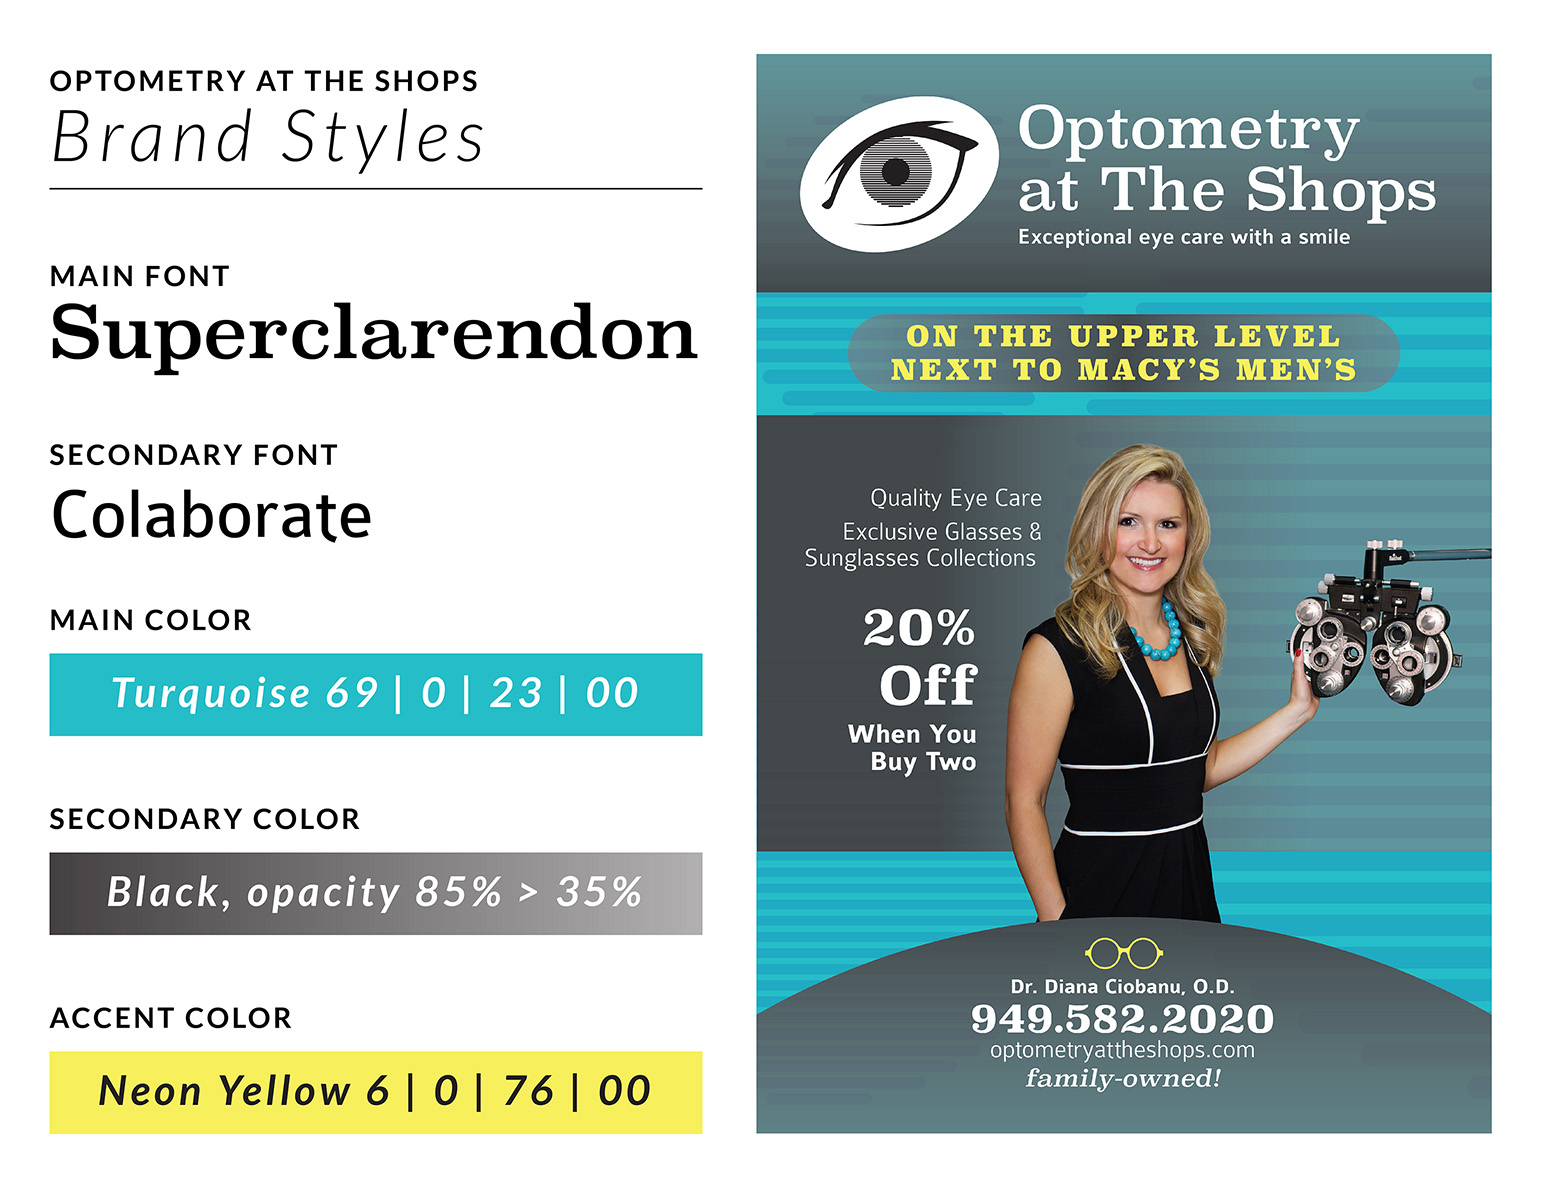 OPTOMETRY AT THE SHOPS
Brand Styles
MAIN FONT
Superclarendon
SECONDARY FONT
Colaborate
MAIN COLOR
Turquoise 69 | 0 | 23 | 00
SECONDARY COLOR
Black, opacity 85% > 35%
ACCENT COLOR
Neon Yellow 6 | 0 | 76 | 00
Optometry
at The Shops
Exceptional eye care with a smile
ON THE UPPER LEVEL
NEXT TO MACY'S MEN'S
Quality Eye Care
Exclusive Glasses &
Sunglasses Collections
20%
Off
When You
Buy Two
Dr. Diana Ciobanu, O.D.
949.582.2020
optometryattheshops.com
family-owned!